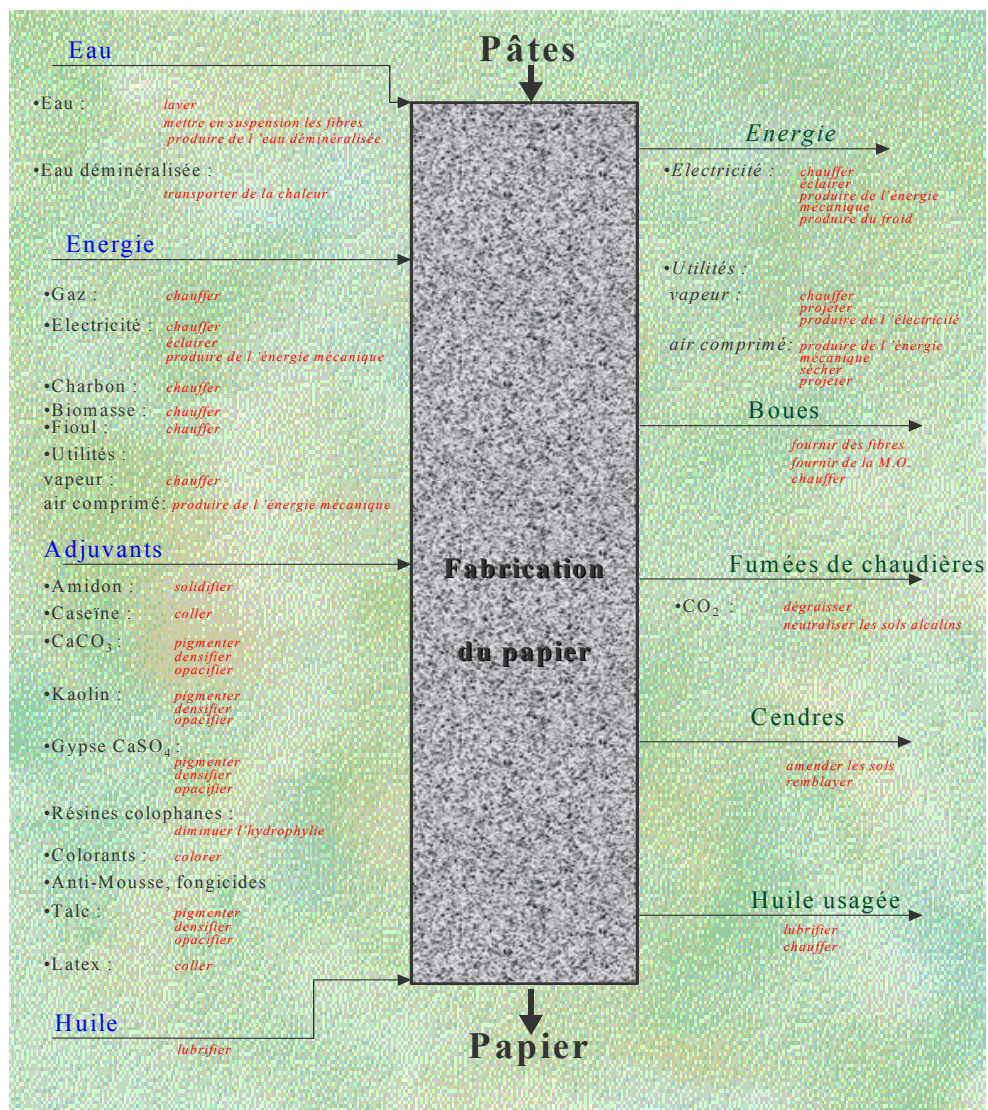 Pâtes
Eau
•Eau : laver
mettre en suspension les fibres
produire de l 'eau déminéralisée
•Eau déminéralisée :
transporter de la chaleur
Energie
•Gaz : chauffer
•Electricité : chauffer
éclairer
produire de l 'énergie mécanique
•Charbon : chauffer
•Biomasse : chauffer
•Fioul : chauffer
•Utilités :
vapeur : chauffer
air comprimé: produire de l 'énergie mécanique
Adjuvants
•Amidon : solidifier
•Caseïne : coller
•CaCO₃ : pigmenter
densifier
opacifier
•Kaolin : pigmenter
densifier
opacifier
•Gypse CaSO₄ :
pigmenter
densifier
opacifier
•Résines colophanes :
diminuer l'hydrophylie
•Colorants : colorer
•Anti-Mousse, fongicides
•Talc : pigmenter
densifier
opacifier
•Latex : coller
Huile
lubrifier
Fabrication
du papier
Energie
•Electricité : chauffer
éclairer
produire de l 'énergie
mécanique
produire du froid
•Utilités :
vapeur : chauffer
projeter
produire de l 'électricité
air comprimé: produire de l 'énergie
mécanique
sécher
projeter
Boues
fournir des fibres
fournir de la M.O.
chauffer
Fumées de chaudières
•CO₂ : dégraisser
neutraliser les sols alcalins
Cendres
amender les sols
remblayer
Huile usagée
lubrifier
chauffer
Papier